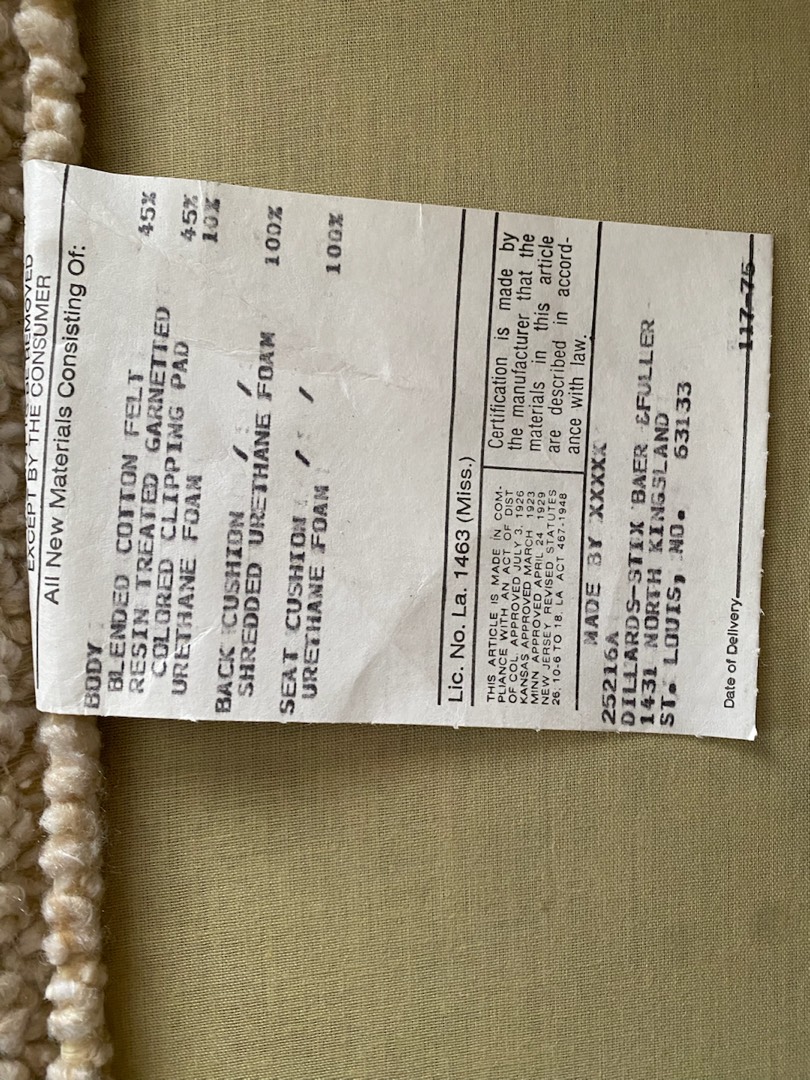 EXCEPT BY THE CONSUMER
All New Materials Consisting Of:
BODY
BLENDED COTTON FELT 45%
RESIN TREATED GARNETTED
COLORED CLIPPING PAD 45%
URETHANE FOAM 10%
BACK CUSHION /
SHREDDED URETHANE FOAM 100%
SEAT CUSHION /
URETHANE FOAM 100%
Lic. No. La. 1463 (Miss.)
THIS ARTICLE IS MADE IN COM-
PLIANCE WITH AN ACT OF DIST
OF COL. APPROVED JULY 3, 1926
KANSAS APPROVED MARCH 1923
MINN APPROVED APRIL 24 1929
NEW JERSEY REVISED STATUTES
26, 10-6 TO 18. LA ACT 467-1948
Certification is made by
the manufacturer that the
materials in this article
are described in accord-
ance with law.
MADE BY XXXXX
25216A
DILLARDS-STIX BAER &FULLER
1431 NORTH KINGSLAND
ST. LOUIS, MO. 63133
Date of Delivery 117-75